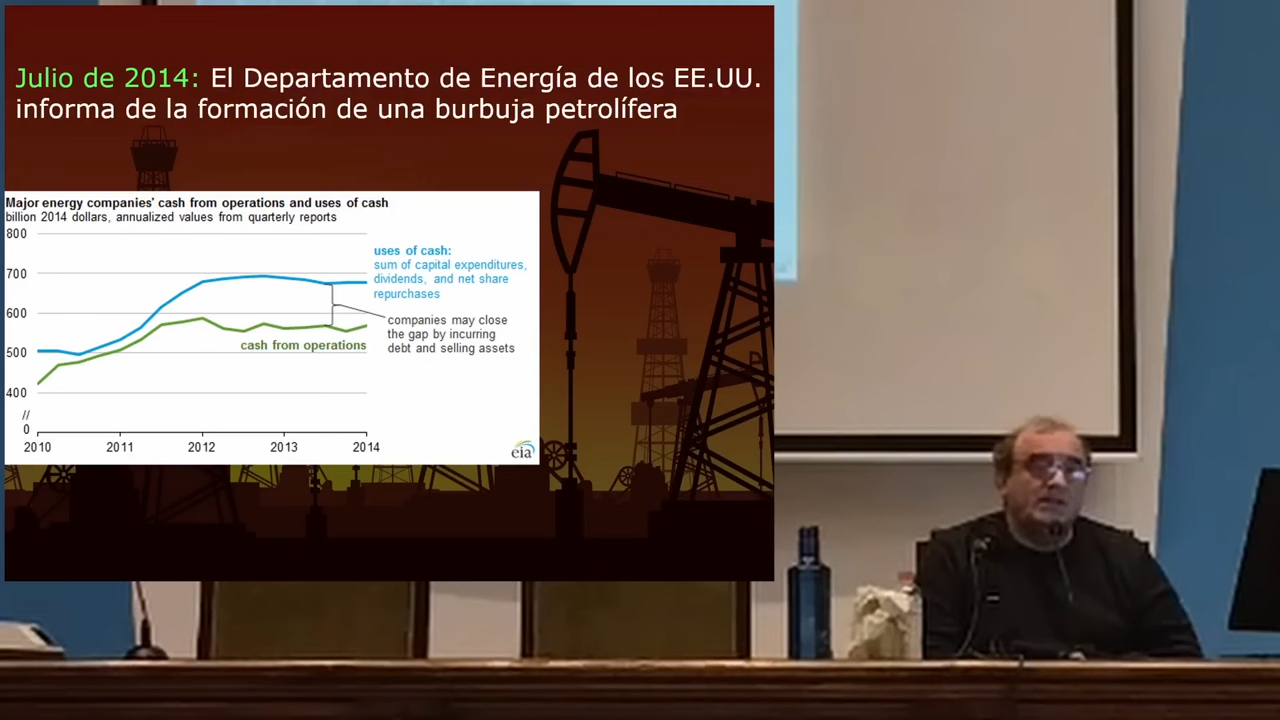 Julio de 2014: El Departamento de Energía de los EE.UU.
informa de la formación de una burbuja petrolífera
Major energy companies' cash from operations and uses of cash
billion 2014 dollars, annualized values from quarterly reports
800
700
600
500
400
//
0
uses of cash:
sum of capital expenditures,
dividends, and net share
repurchases
companies may close
the gap by incurring
debt and selling assets
cash from operations
2010 2011 2012 2013 2014
eia